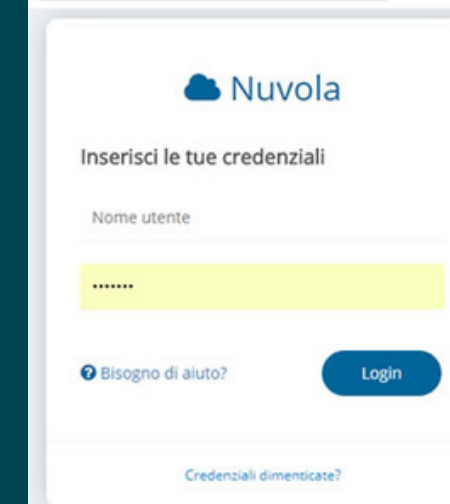 Nuvola
Inserisci le tue credenziali
Nome utente
•••••••
Bisogno di aiuto?
Login
Credenziali dimenticate?